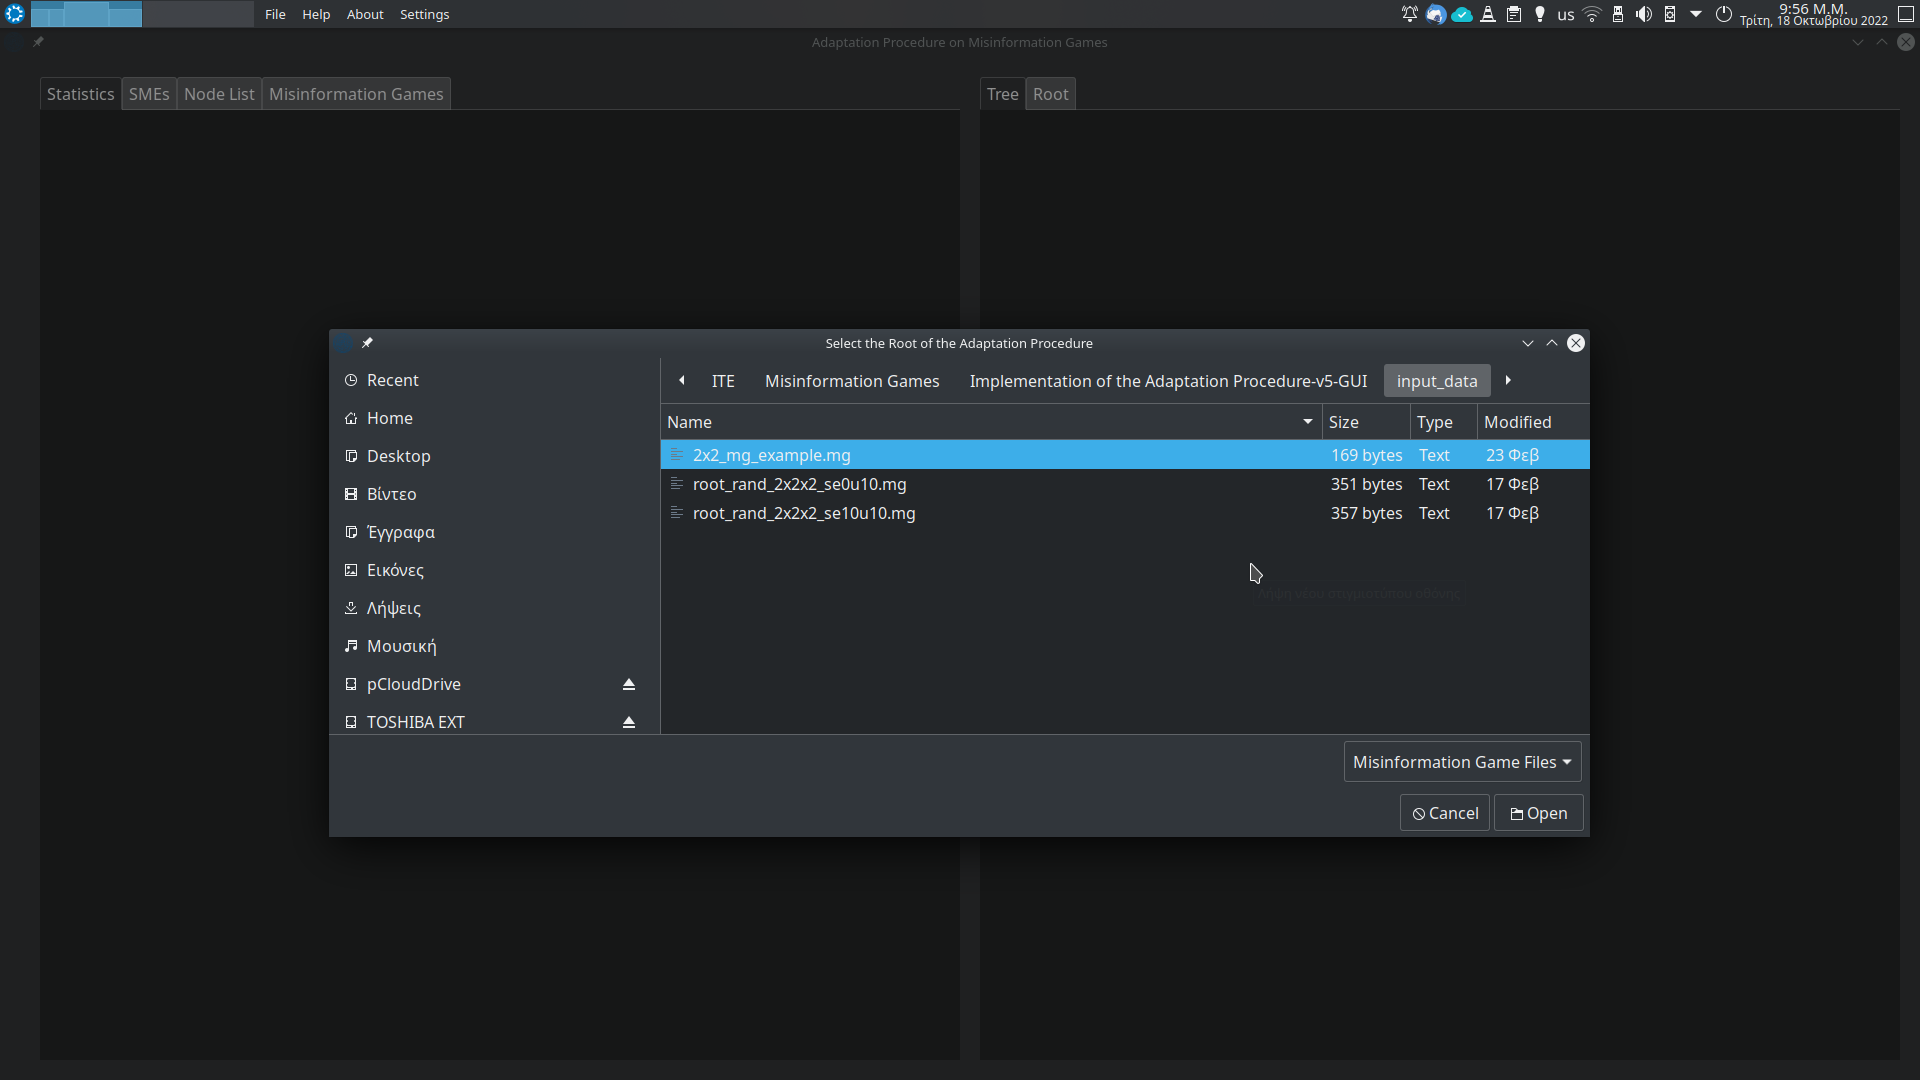 File Help About Settings
us
9:56 Μ.Μ.
Τρίτη, 18 Οκτωβρίου 2022
Adaptation Procedure on Misinformation Games
Statistics SMEs Node List Misinformation Games
Tree Root
Select the Root of the Adaptation Procedure
Recent
Home
Desktop
Βίντεο
Έγγραφα
Εικόνες
Λήψεις
Μουσική
pCloudDrive
TOSHIBA EXT
ITE Misinformation Games Implementation of the Adaptation Procedure-v5-GUI input_data
Name Size Type Modified
2x2_mg_example.mg 169 bytes Text 23 Φεβ
root_rand_2x2x2_se0u10.mg 351 bytes Text 17 Φεβ
root_rand_2x2x2_se10u10.mg 357 bytes Text 17 Φεβ
Λήψη νέου στιγμιότυπου οθόνης
Misinformation Game Files
Cancel Open